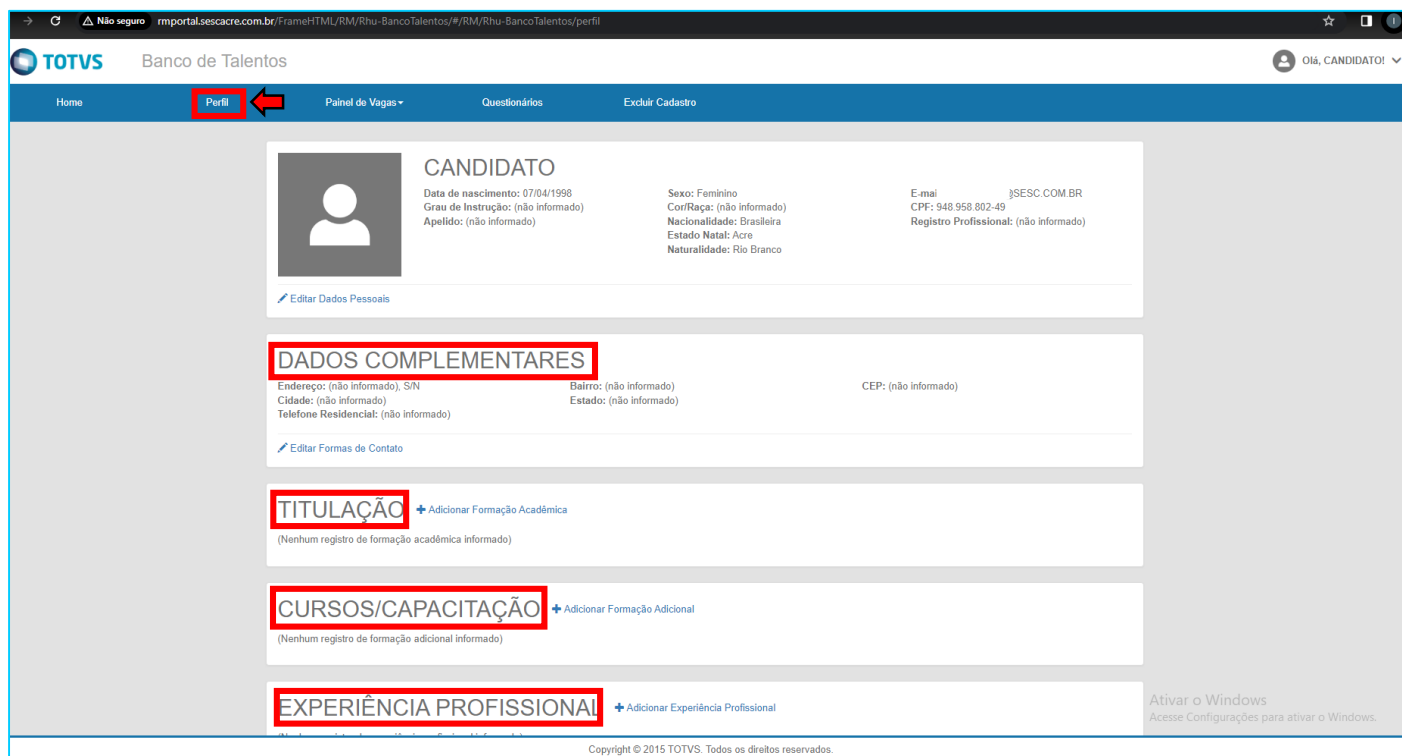 Não seguro rmportal.sescacre.com.br/FrameHTML/RM/Rhu-BancoTalentos/#/RM/Rhu-BancoTalentos/perfil
I
TOTVS Banco de Talentos Olá, CANDIDATO!
Home Perfil Painel de Vagas Questionários Excluir Cadastro
CANDIDATO
Data de nascimento: 07/04/1998 Sexo: Feminino E-mai @SESC.COM.BR
Grau de Instrução: (não informado) Cor/Raça: (não informado) CPF: 948.958.802-49
Apelido: (não informado) Nacionalidade: Brasileira Registro Profissional: (não informado)
Estado Natal: Acre
Naturalidade: Rio Branco
Editar Dados Pessoais
DADOS COMPLEMENTARES
Endereço: (não informado), S/N Bairro: (não informado) CEP: (não informado)
Cidade: (não informado) Estado: (não informado)
Telefone Residencial: (não informado)
Editar Formas de Contato
TITULAÇÃO Adicionar Formação Acadêmica
(Nenhum registro de formação acadêmica informado)
CURSOS/CAPACITAÇÃO Adicionar Formação Adicional
(Nenhum registro de formação adicional informado)
EXPERIÊNCIA PROFISSIONAL Adicionar Experiência Profissional
Ativar o Windows
Acesse Configurações para ativar o Windows.
Copyright © 2015 TOTVS. Todos os direitos reservados.